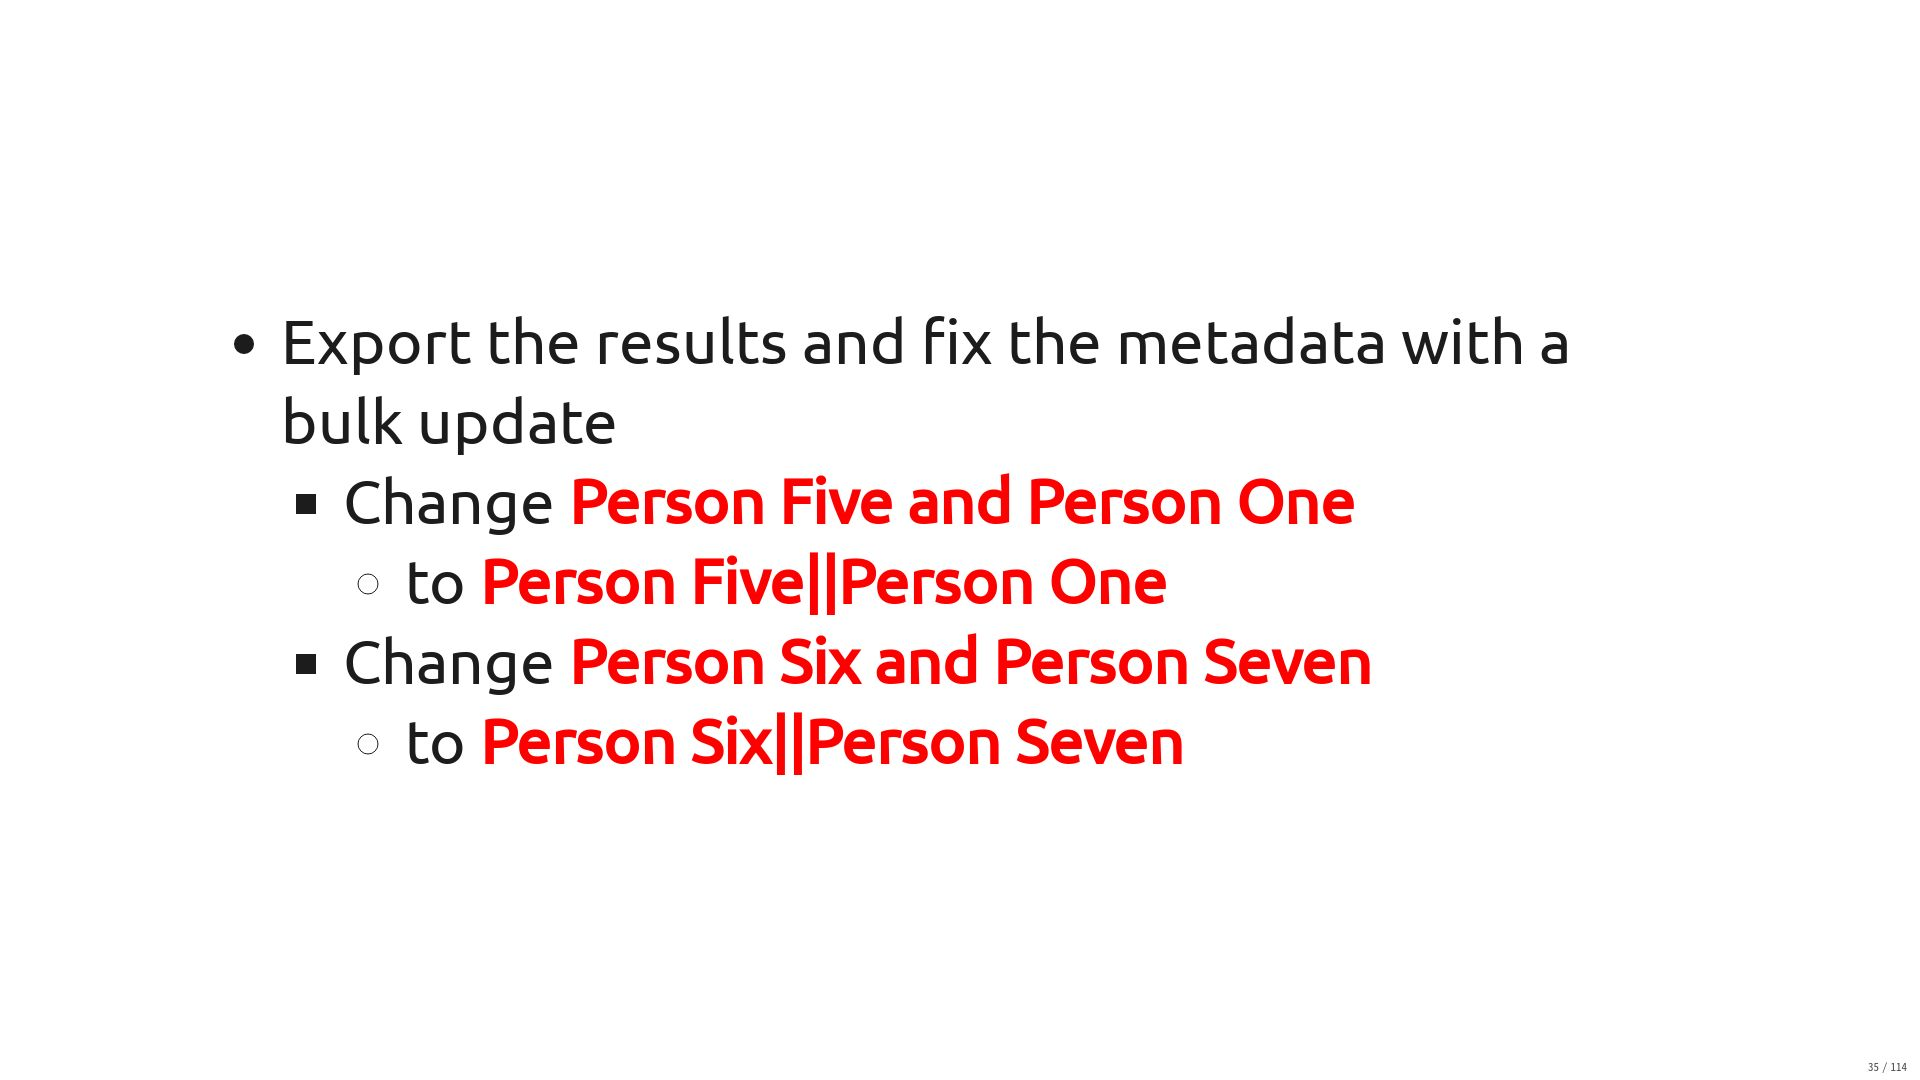 Export the results and fix the metadata with a
bulk update
Change Person Five and Person One
to Person Five||Person One
Change Person Six and Person Seven
to Person Six||Person Seven
35 / 114